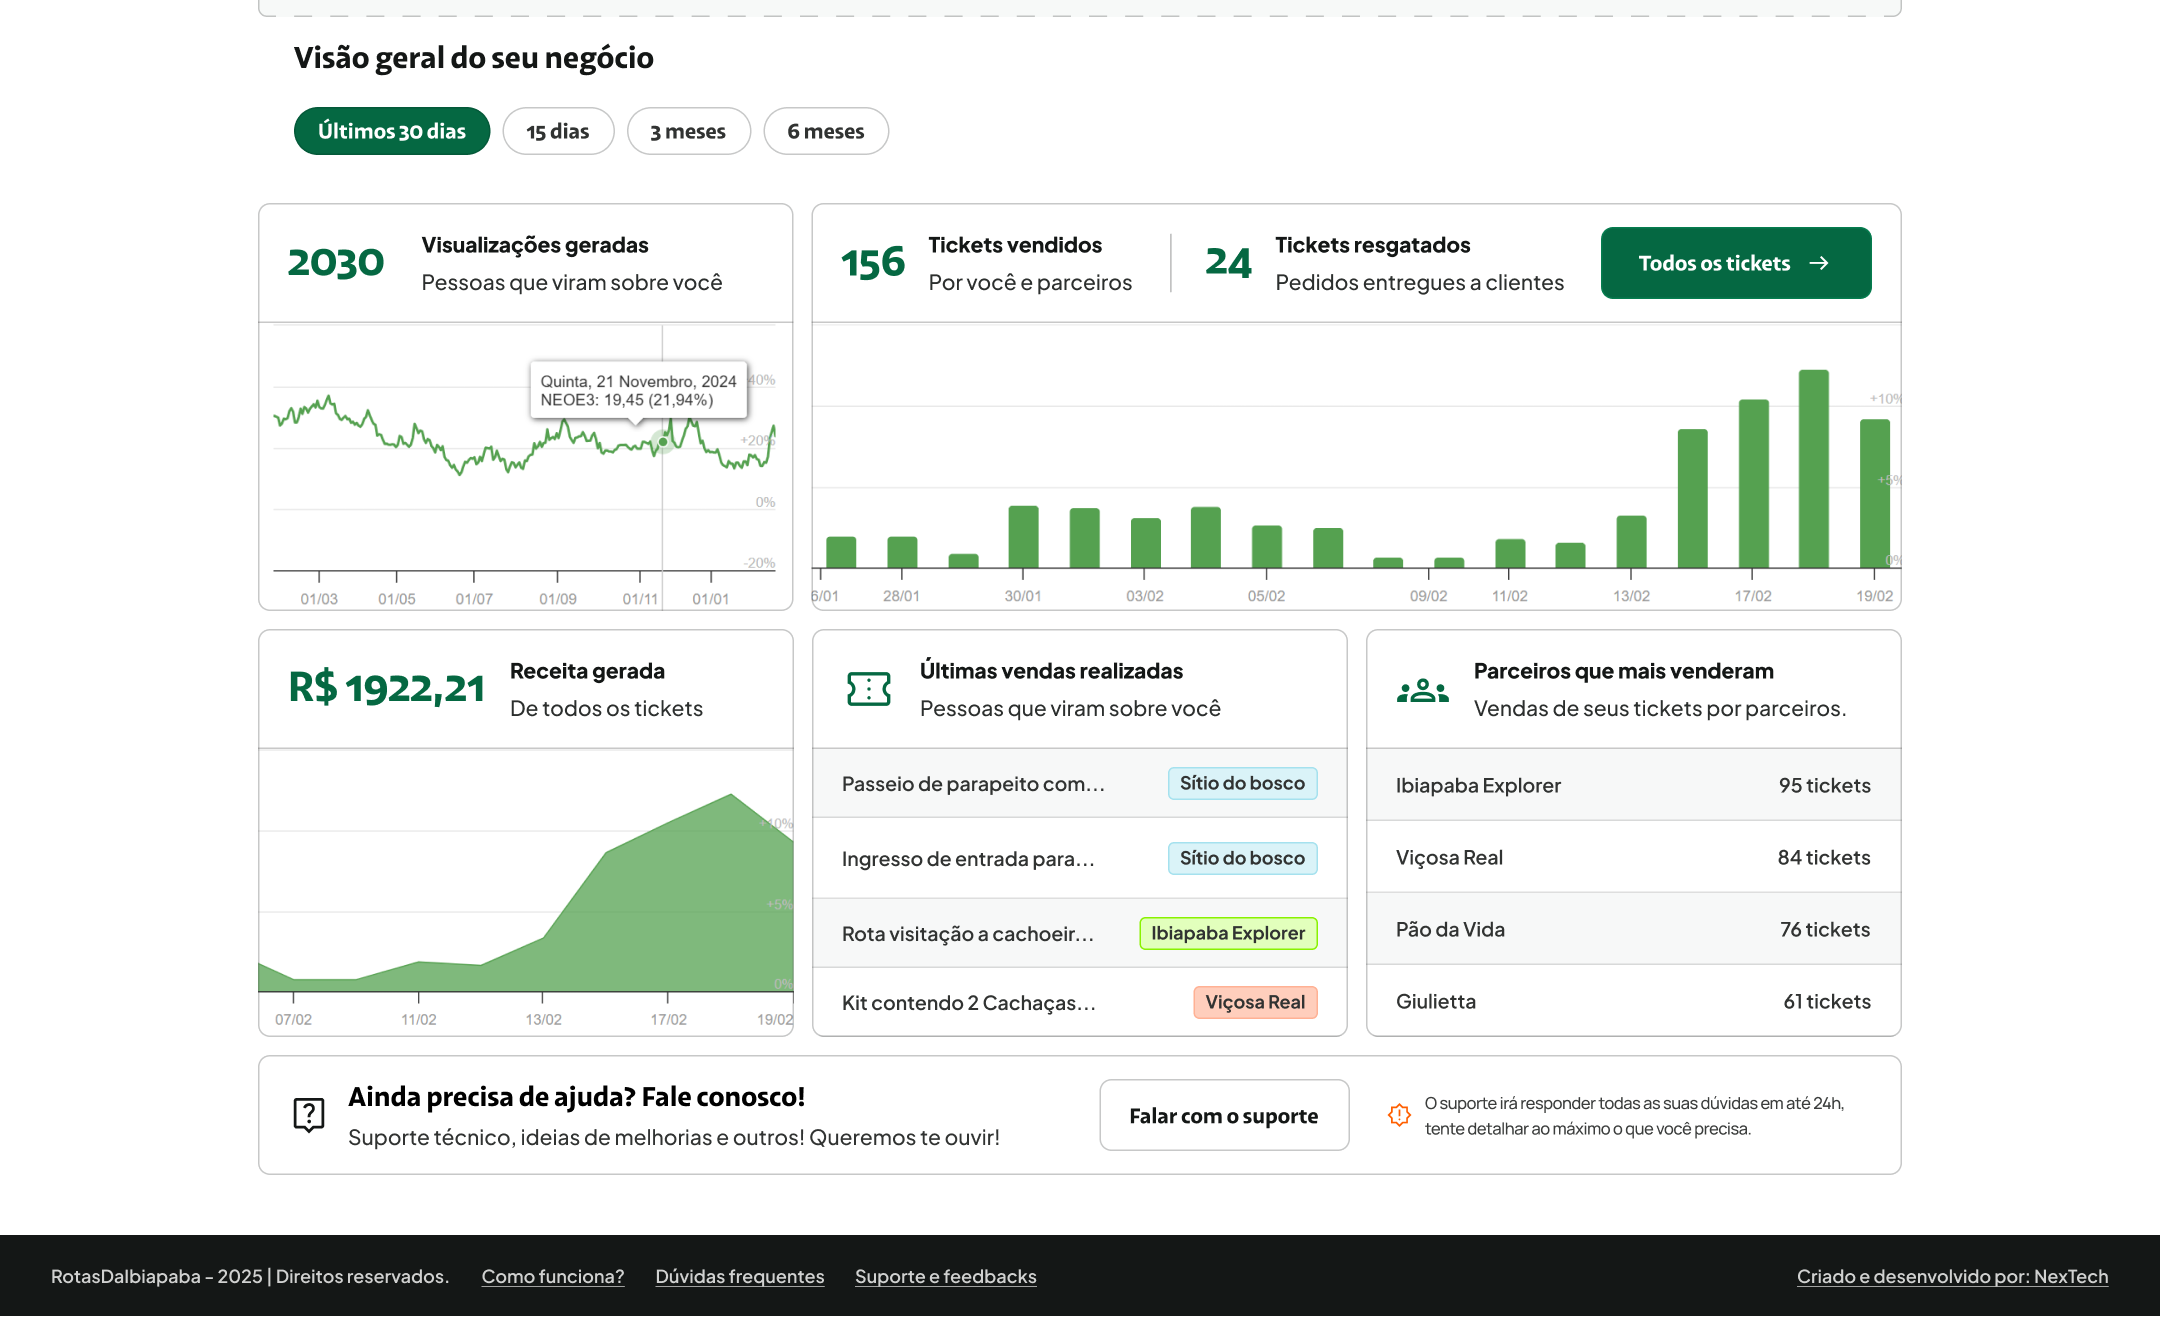 Visão geral do seu negócio
Últimos 30 dias
15 dias
3 meses
6 meses
2030
Visualizações geradas
Pessoas que viram sobre você
Quinta, 21 Novembro, 2024
NEOE3: 19,45 (21,94%)
40%
+20%
0%
-20%
01/03
01/05
01/07
01/09
01/11
01/01
156
Tickets vendidos
Por você e parceiros
24
Tickets resgatados
Pedidos entregues a clientes
Todos os tickets
+10%
+5%
0%
6/01
28/01
30/01
03/02
05/02
09/02
11/02
13/02
17/02
19/02
R$ 1922,21
Receita gerada
De todos os tickets
+10%
+5%
0%
07/02
11/02
13/02
17/02
19/02
Últimas vendas realizadas
Pessoas que viram sobre você
Passeio de parapeito com...
Sítio do bosco
Ingresso de entrada para...
Sítio do bosco
Rota visitação a cachoeir...
Ibiapaba Explorer
Kit contendo 2 Cachaças...
Viçosa Real
Parceiros que mais venderam
Vendas de seus tickets por parceiros.
Ibiapaba Explorer
95 tickets
Viçosa Real
84 tickets
Pão da Vida
76 tickets
Giulietta
61 tickets
Ainda precisa de ajuda? Fale conosco!
Suporte técnico, ideias de melhorias e outros! Queremos te ouvir!
Falar com o suporte
O suporte irá responder todas as suas dúvidas em até 24h,
tente detalhar ao máximo o que você precisa.
RotasDaIbiapaba - 2025 | Direitos reservados.
Como funciona?
Dúvidas frequentes
Suporte e feedbacks
Criado e desenvolvido por: NexTech